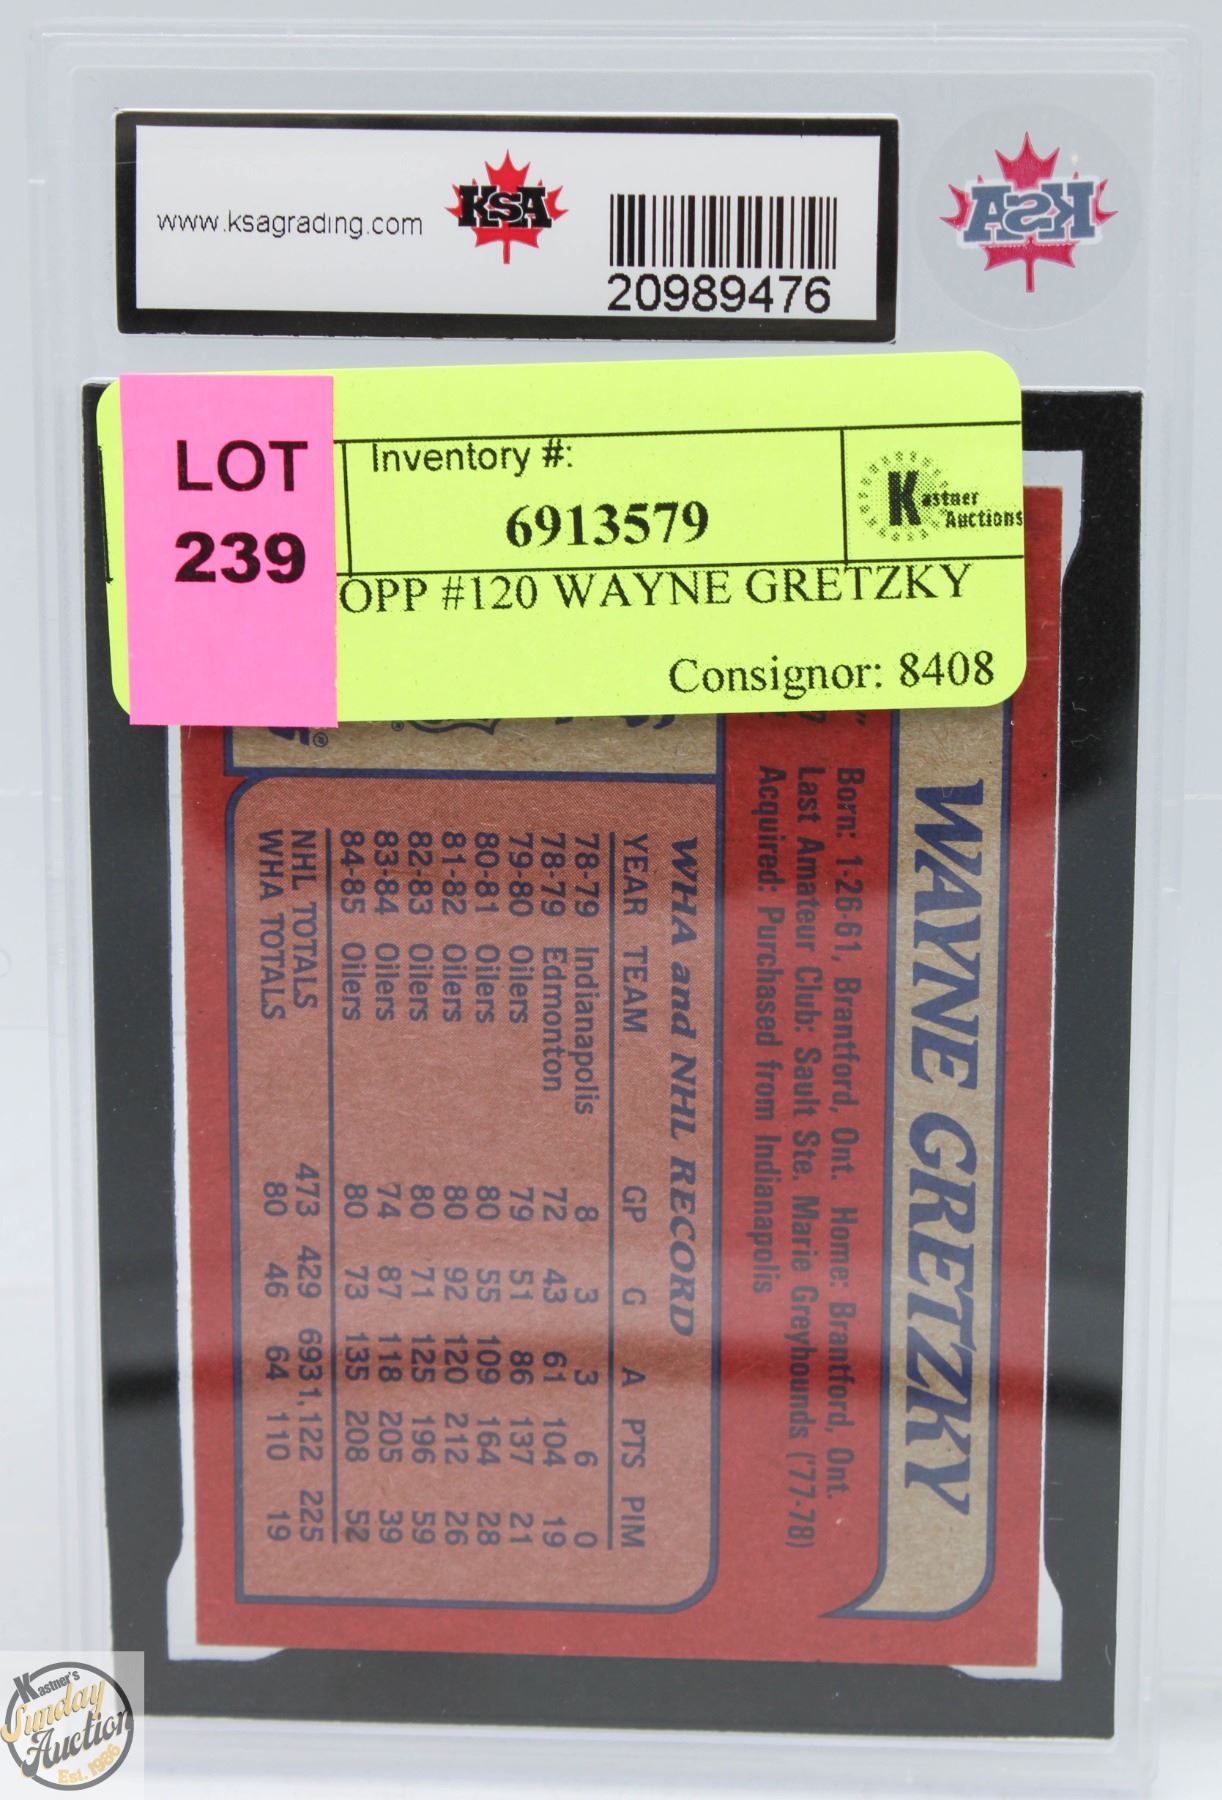 www.ksagrading.com
KSA
20989476
KSA
LOT
239
Inventory #:
6913579
Kastner
Auctions
OPP #120 WAYNE GRETZKY
Consignor: 8408
WAYNE GRETZKY
Born: 1-26-61, Brantford, Ont. Home: Brantford, Ont.
Last Amateur Club: Sault Ste. Marie Greyhounds ('77-78)
Acquired: Purchased from Indianapolis
WHA and NHL RECORD
YEAR TEAM GP G A PTS PIM
78-79 Indianapolis 8 3 3 6 0
78-79 Edmonton 72 43 61 104 19
79-80 Oilers 79 51 86 137 21
80-81 Oilers 80 55 109 164 28
81-82 Oilers 80 92 120 212 26
82-83 Oilers 80 71 125 196 59
83-84 Oilers 74 87 118 205 39
84-85 Oilers 80 73 135 208 52
NHL TOTALS 473 429 693 1,122 225
WHA TOTALS 80 46 64 110 19
Kastner's
Sunday
Auction
Est. 1986